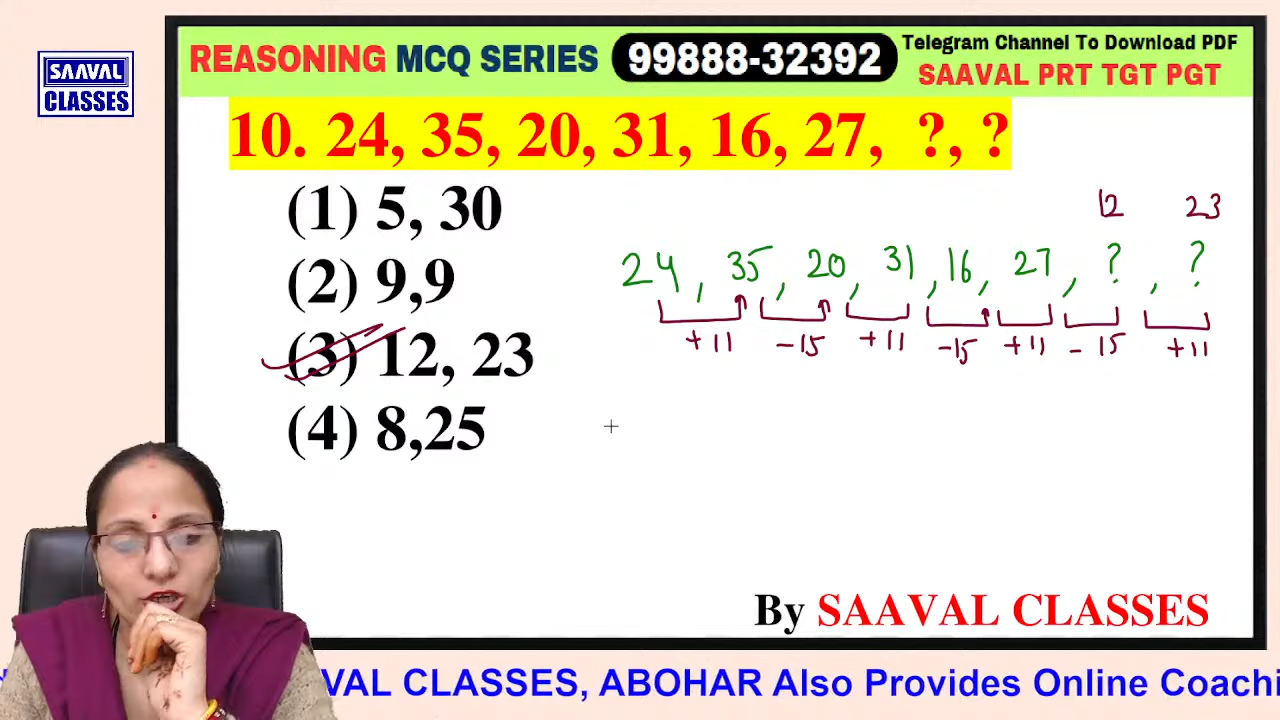 SAAVAL
CLASSES
REASONING MCQ SERIES
99888-32392
Telegram Channel To Download PDF
SAAVAL PRT TGT PGT
10. 24, 35, 20, 31, 16, 27, ?, ?
(1) 5, 30
(2) 9,9
(3) 12, 23
(4) 8,25
12 23
24, 35, 20, 31, 16, 27, ?, ?
+11 -15 +11 -15 +11 -15 +11
By SAAVAL CLASSES
VAL CLASSES, ABOHAR Also Provides Online Coachi